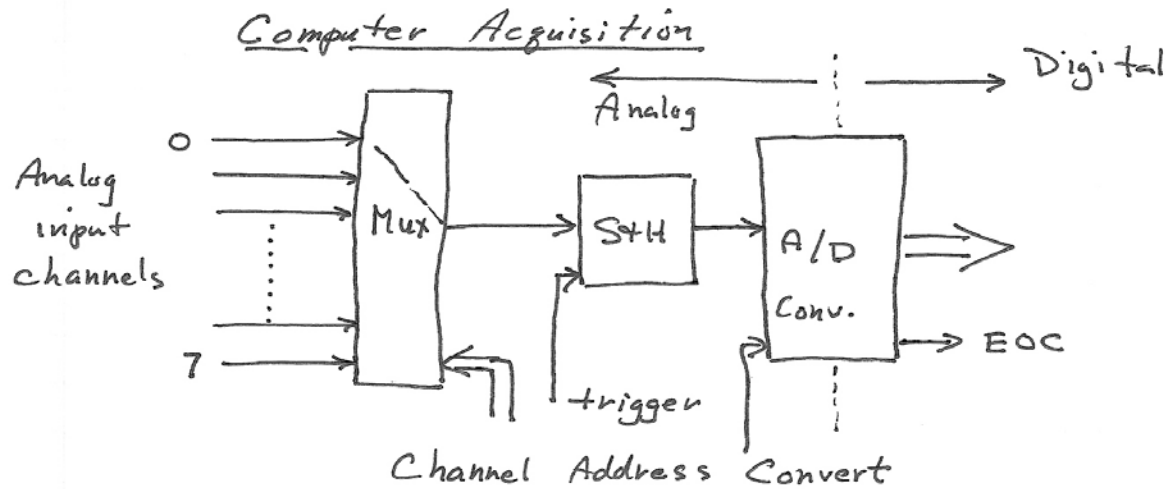 Computer Acquisition
Digital
Analog
0
Analog
input
channels
Mux
S+H
A/D
Conv.
7
EOC
trigger
Channel Address
Convert